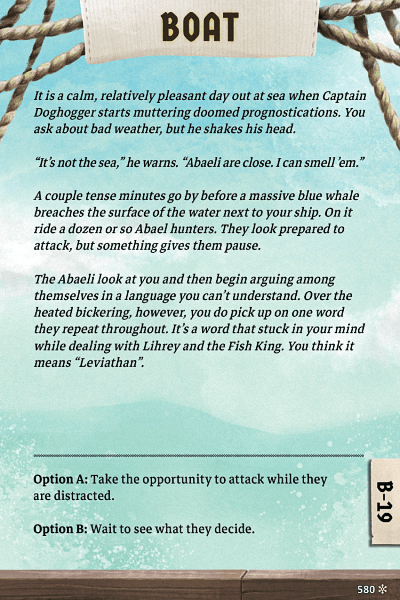 BOAT
It is a calm, relatively pleasant day out at sea when Captain
Doghogger starts muttering doomed prognostications. You
ask about bad weather, but he shakes his head.
“It’s not the sea,” he warns. “Abaeli are close. I can smell ’em.”
A couple tense minutes go by before a massive blue whale
breaches the surface of the water next to your ship. On it
ride a dozen or so Abael hunters. They look prepared to
attack, but something gives them pause.
The Abaeli look at you and then begin arguing among
themselves in a language you can’t understand. Over the
heated bickering, however, you do pick up on one word
they repeat throughout. It’s a word that stuck in your mind
while dealing with Lihrey and the Fish King. You think it
means “Leviathan”.
Option A: Take the opportunity to attack while they
are distracted.
Option B: Wait to see what they decide.
B-19
580